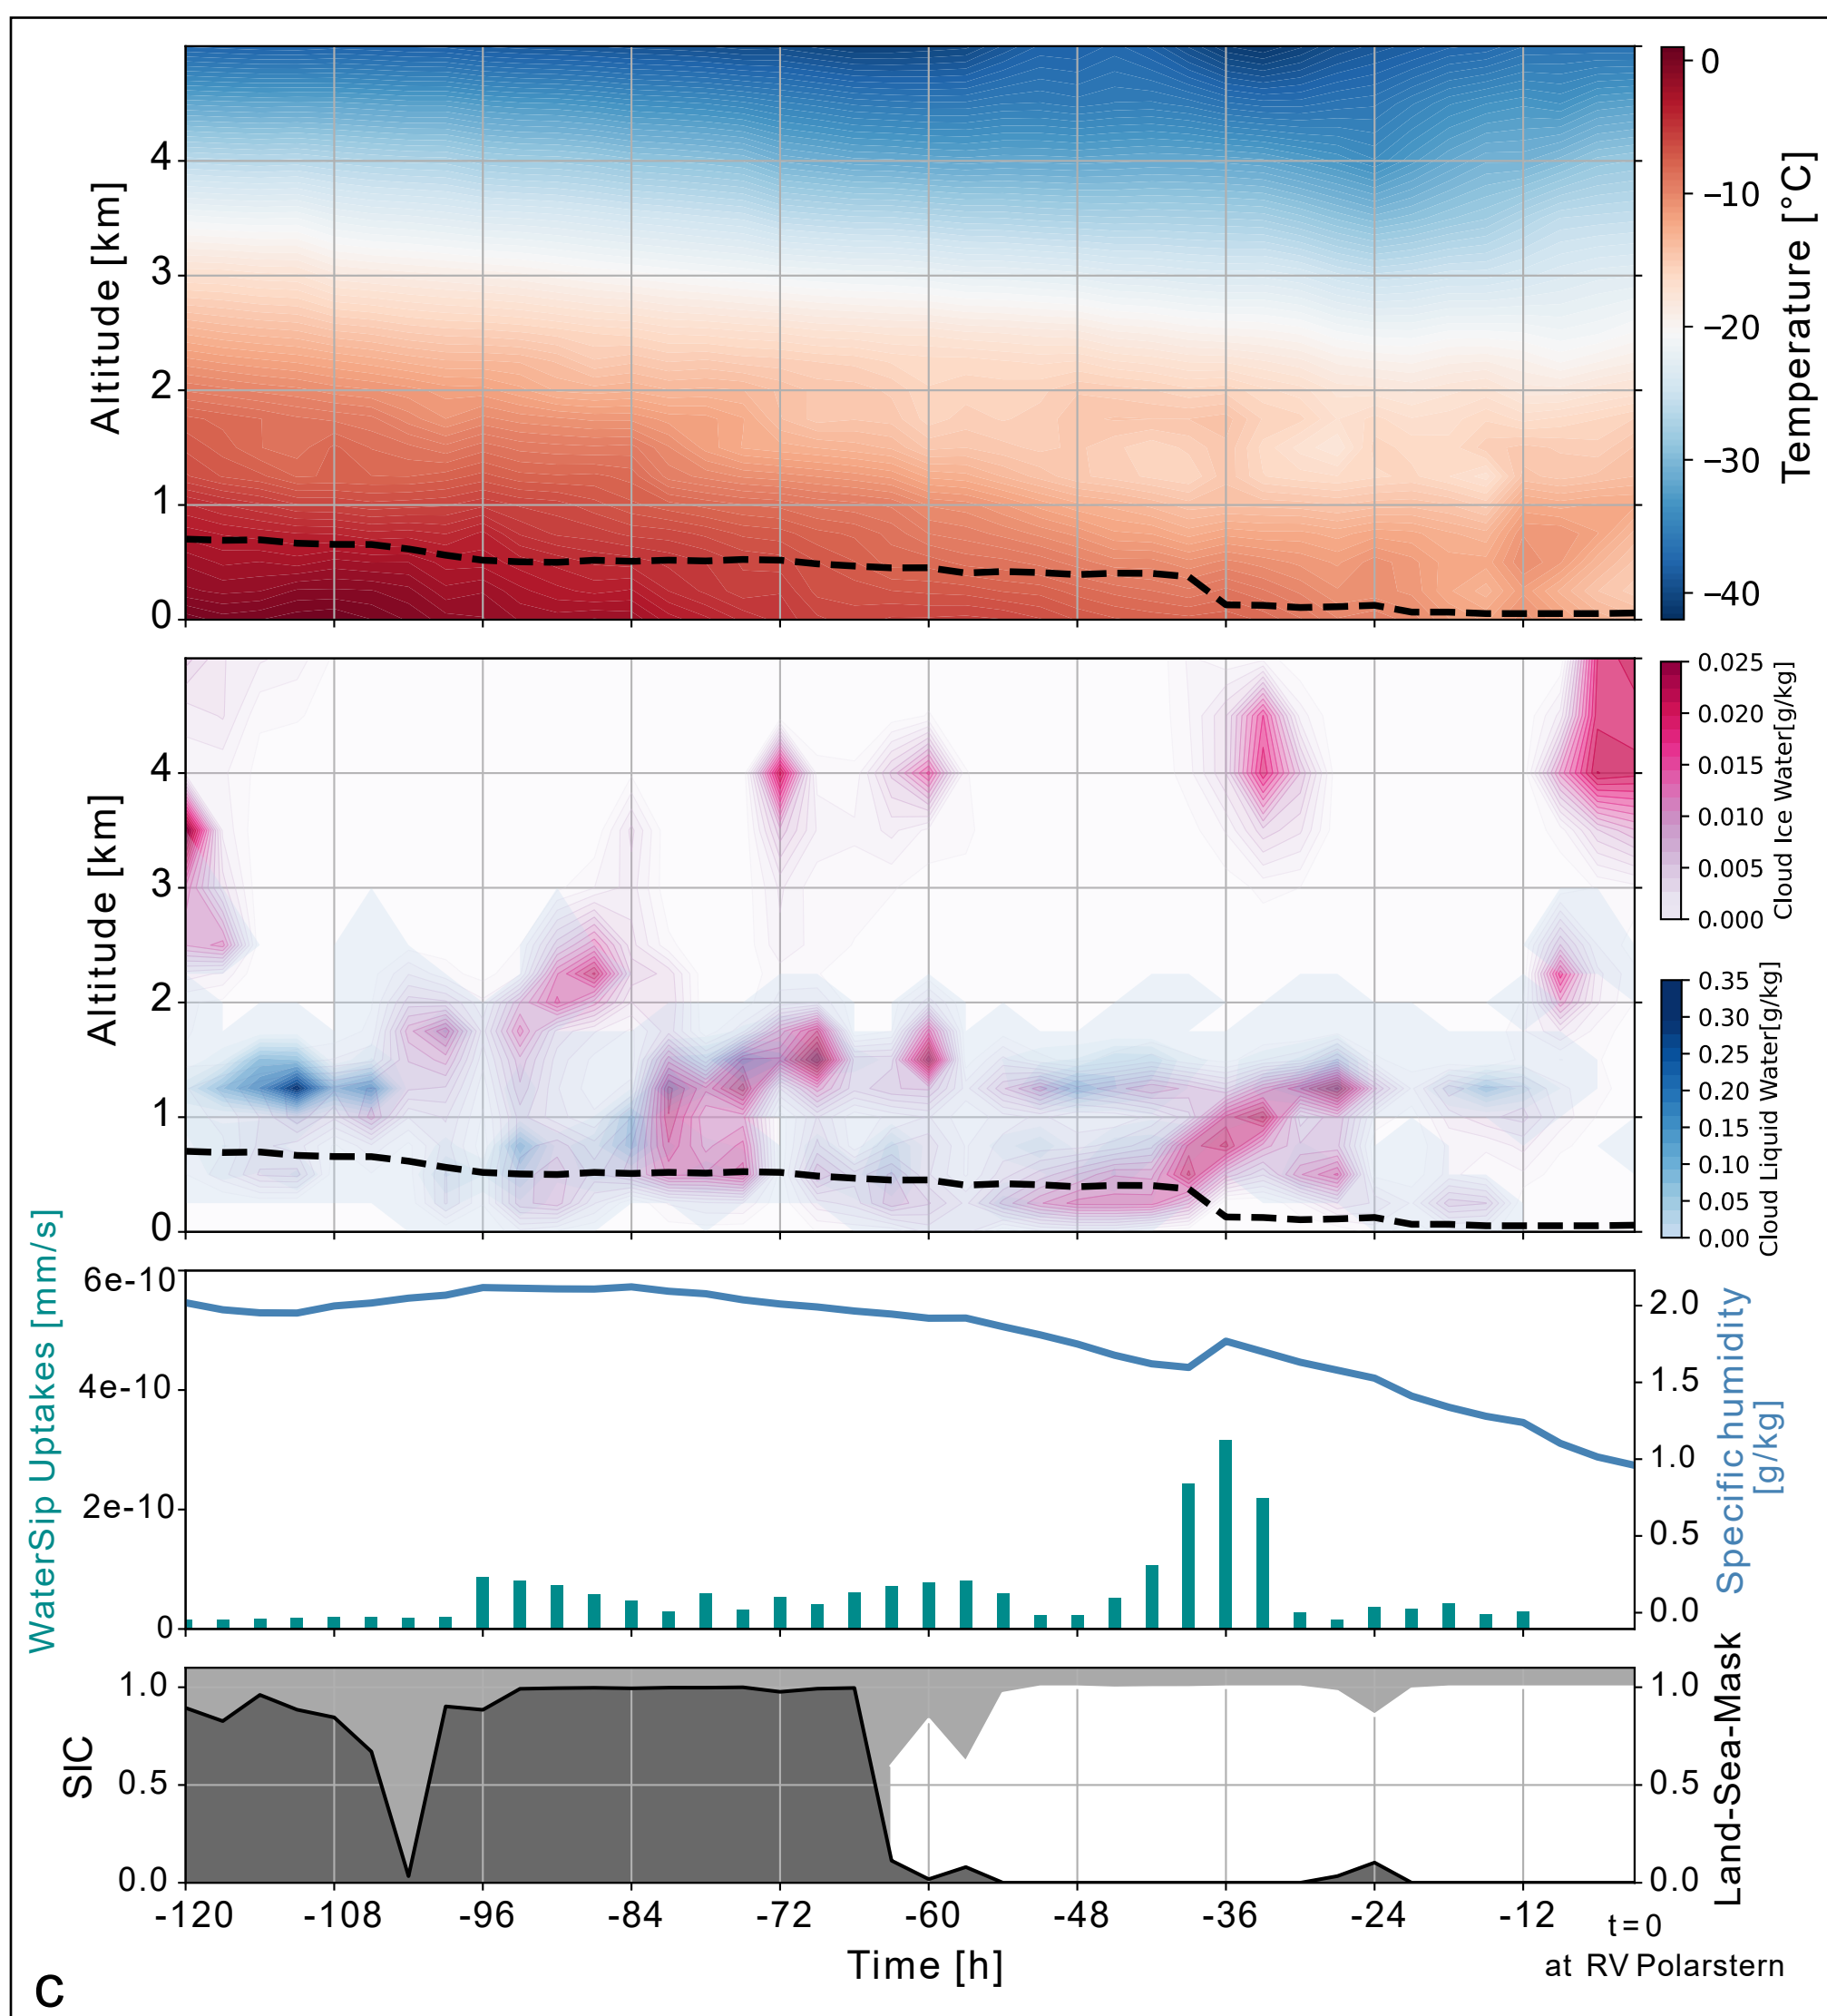 Altitude [km]
4
3
2
1
0
0
−10
−20
−30
−40
Temperature [°C]
Altitude [km]
4
3
2
1
0
0.025
0.020
0.015
0.010
0.005
0.000
Cloud Ice Water[g/kg]
0.35
0.30
0.25
0.20
0.15
0.10
0.05
0.00
Cloud Liquid Water[g/kg]
WaterSip Uptakes [mm/s]
6e-10
4e-10
2e-10
0
2.0
1.5
1.0
0.5
0.0
Specific humidity
[g/kg]
SIC
1.0
0.5
0.0
1.0
0.5
0.0
Land-Sea-Mask
-120 -108 -96 -84 -72 -60 -48 -36 -24 -12 t=0
Time [h]
at RV Polarstern
c